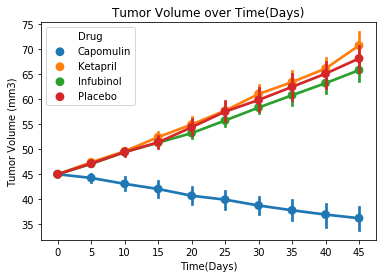 Tumor Volume over Time(Days)
Tumor Volume (mm3)
75
70
65
60
55
50
45
40
35
Drug
Capomulin
Ketapril
Infubinol
Placebo
0 5 10 15 20 25 30 35 40 45
Time(Days)